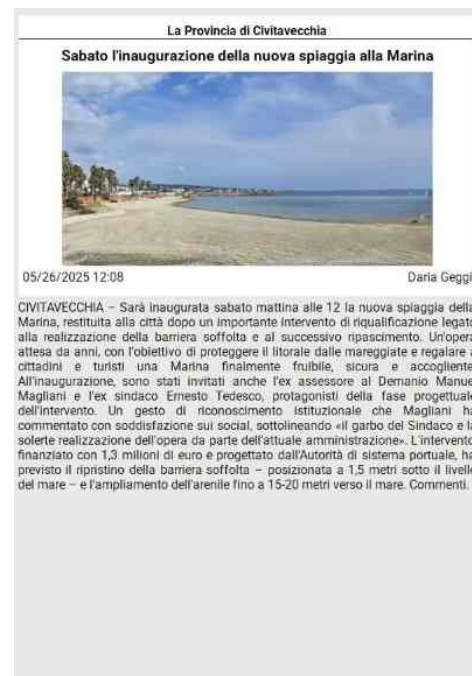 La Provincia di Civitavecchia
Sabato l'inaugurazione della nuova spiaggia alla Marina
05/26/2025 12:08
Daria Geggi
CIVITAVECCHIA – Sarà inaugurata sabato mattina alle 12 la nuova spiaggia della
Marina, restituita alla città dopo un importante intervento di riqualificazione legato
alla realizzazione della barriera soffolta e al successivo ripascimento. Un'opera
attesa da anni, con l'obiettivo di proteggere il litorale dalle mareggiate e regalare a
cittadini e turisti una Marina finalmente fruibile, sicura e accogliente.
All'inaugurazione, sono stati invitati anche l'ex assessore al Demanio Manuel
Magliani e l'ex sindaco Ernesto Tedesco, protagonisti della fase progettuale
dell'intervento. Un gesto di riconoscimento istituzionale che Magliani ha
commentato con soddisfazione sui social, sottolineando «il garbo del Sindaco e la
solerte realizzazione dell'opera da parte dell'attuale amministrazione». L'intervento,
finanziato con 1,3 milioni di euro e progettato dall'Autorità di sistema portuale, ha
previsto il ripristino della barriera soffolta – posizionata a 1,5 metri sotto il livello
del mare – e l'ampliamento dell'arenile fino a 15-20 metri verso il mare. Commenti.